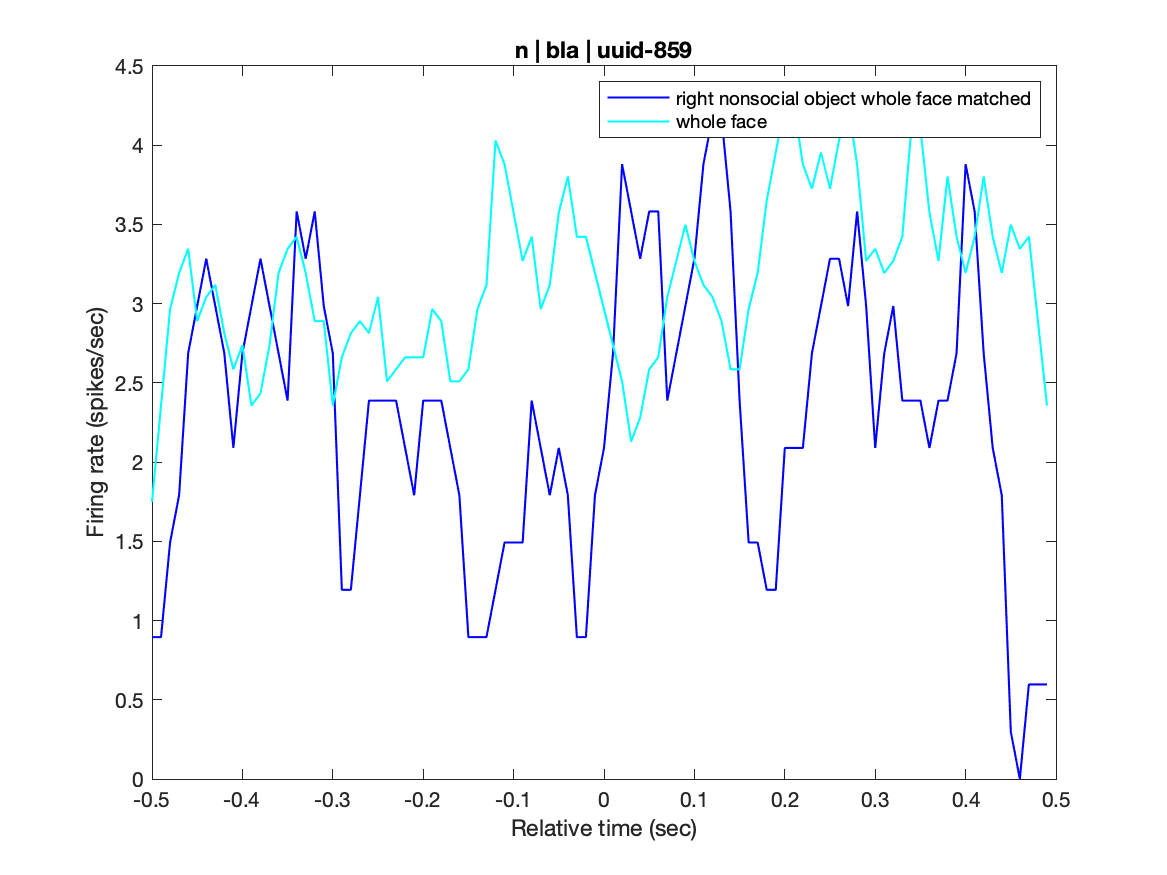 n | bla | uuid-859
right nonsocial object whole face matched
whole face
4.5
4
3.5
3
2.5
2
1.5
1
0.5
0
Firing rate (spikes/sec)
-0.5 -0.4 -0.3 -0.2 -0.1 0 0.1 0.2 0.3 0.4 0.5
Relative time (sec)